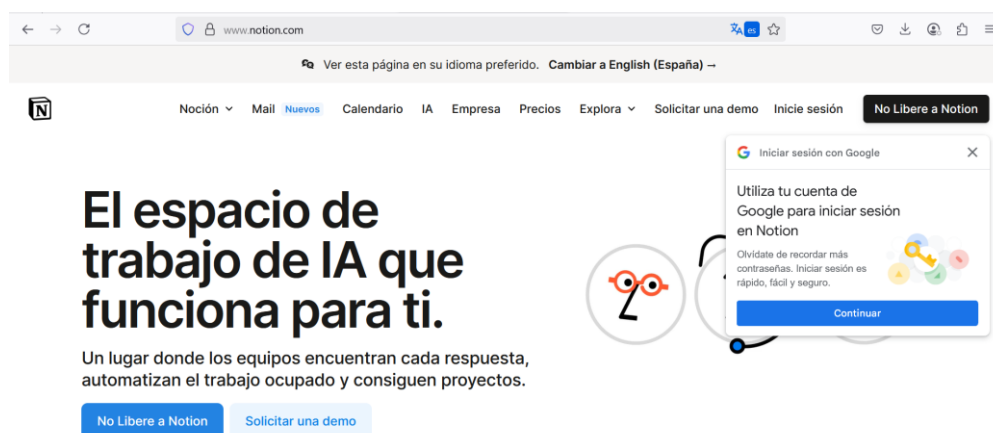 www.notion.com
es
Ver esta página en su idioma preferido. Cambiar a English (España) →
N
Noción Mail Nuevos Calendario IA Empresa Precios Explora Solicitar una demo Inicie sesión No Libere a Notion
G Iniciar sesión con Google
Utiliza tu cuenta de
Google para iniciar sesión
en Notion
Olvídate de recordar más
contraseñas. Iniciar sesión es
rápido, fácil y seguro.
Continuar
El espacio de
trabajo de IA que
funciona para ti.
Un lugar donde los equipos encuentran cada respuesta,
automatizan el trabajo ocupado y consiguen proyectos.
No Libere a Notion Solicitar una demo